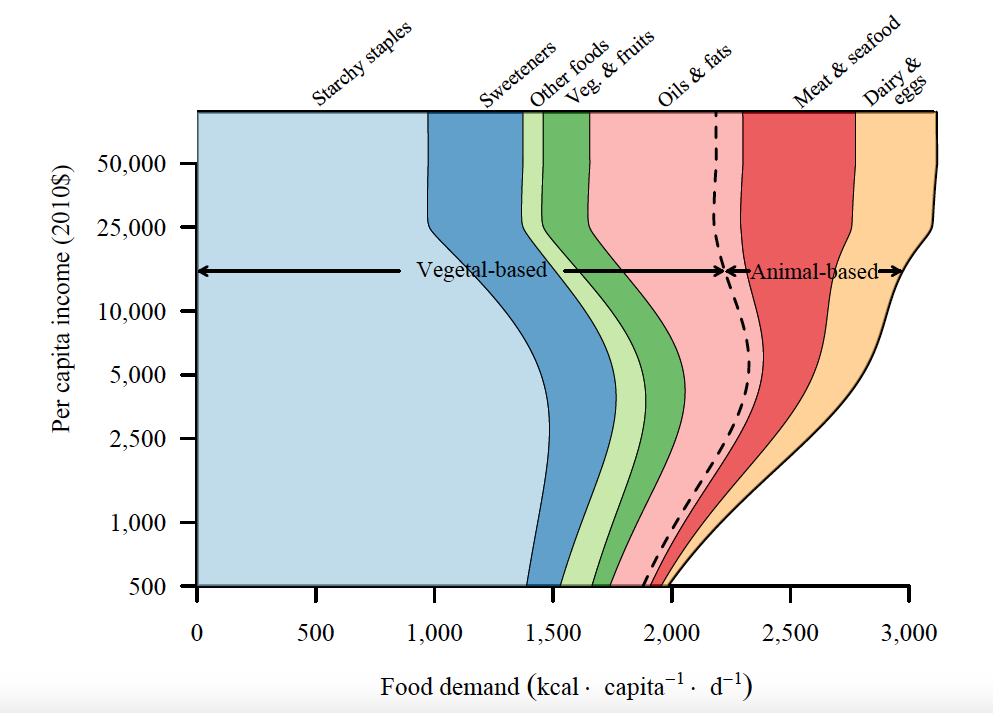 Starchy staples
Sweeteners
Other foods
Veg. & fruits
Oils & fats
Meat & seafood
Dairy &
eggs
Per capita income (2010$)
50,000
25,000
10,000
5,000
2,500
1,000
500
Vegetal-based
Animal-based
0
500
1,000
1,500
2,000
2,500
3,000
Food demand (kcal · capita⁻¹ · d⁻¹)